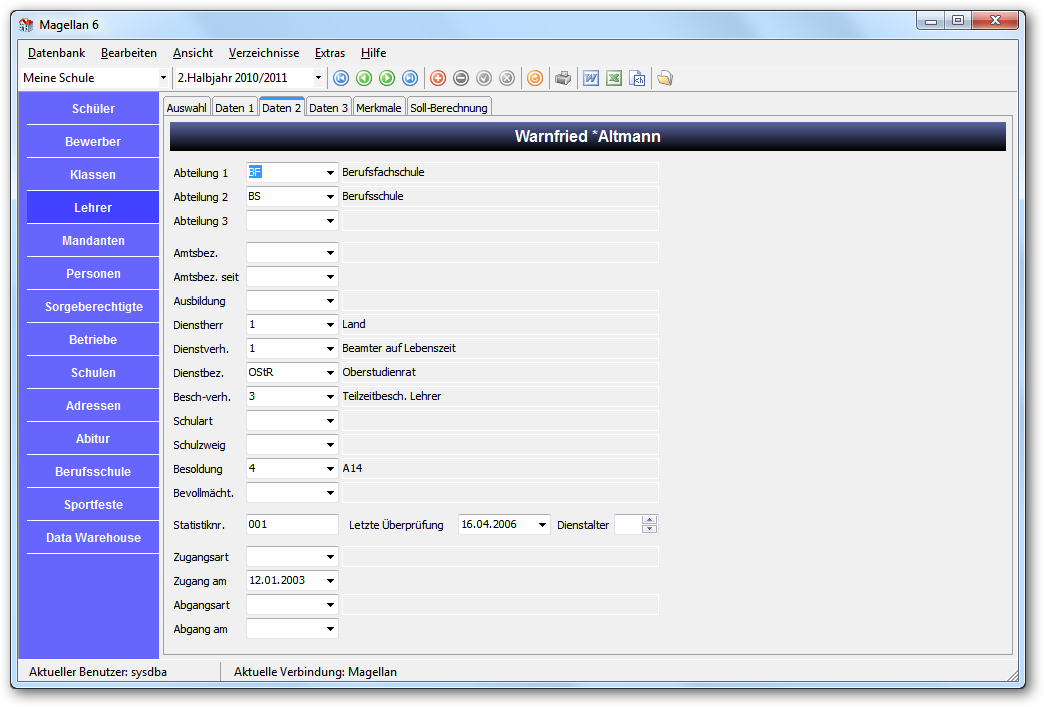 Magellan 6
Datenbank Bearbeiten Ansicht Verzeichnisse Extras Hilfe
Meine Schule 2.Halbjahr 2010/2011
Schüler
Bewerber
Klassen
Lehrer
Mandanten
Personen
Sorgeberechtigte
Betriebe
Schulen
Adressen
Abitur
Berufsschule
Sportfeste
Data Warehouse
Auswahl Daten 1 Daten 2 Daten 3 Merkmale Soll-Berechnung
Warnfried *Altmann
Abteilung 1 BF Berufsfachschule
Abteilung 2 BS Berufsschule
Abteilung 3
Amtsbez.
Amtsbez. seit
Ausbildung
Dienstherr 1 Land
Dienstverh. 1 Beamter auf Lebenszeit
Dienstbez. OStR Oberstudienrat
Besch-verh. 3 Teilzeitbesch. Lehrer
Schulart
Schulzweig
Besoldung 4 A14
Bevollmächt.
Statistiknr. 001 Letzte Überprüfung 16.04.2006 Dienstalter
Zugangsart
Zugang am 12.01.2003
Abgangsart
Abgang am
Aktueller Benutzer: sysdba Aktuelle Verbindung: Magellan